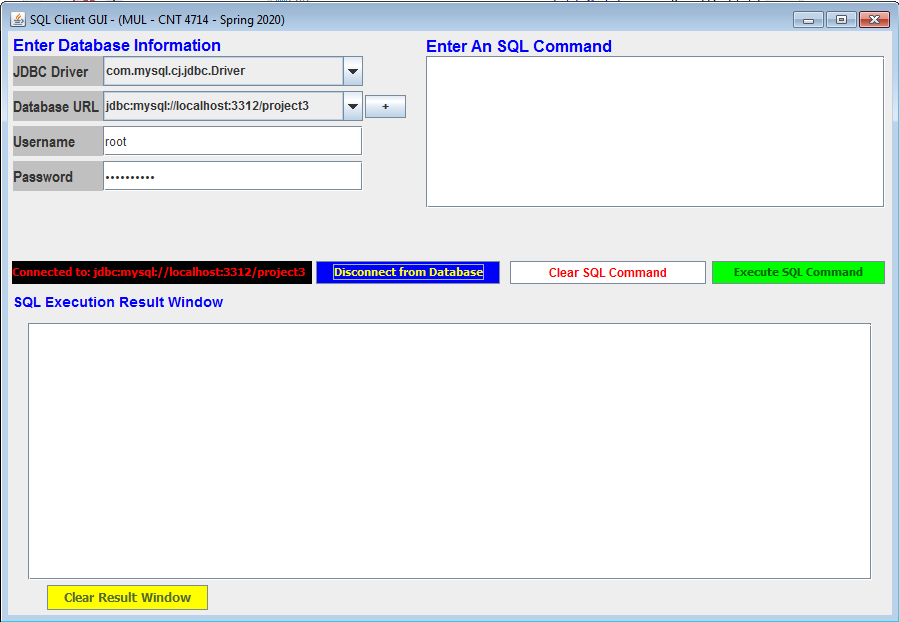 SQL Client GUI - (MUL - CNT 4714 - Spring 2020)
Enter Database Information
Enter An SQL Command
JDBC Driver com.mysql.cj.jdbc.Driver
Database URL jdbc:mysql://localhost:3312/project3 +
Username root
Password ••••••••••
Connected to: jdbc:mysql://localhost:3312/project3 Disconnect from Database Clear SQL Command Execute SQL Command
SQL Execution Result Window
Clear Result Window